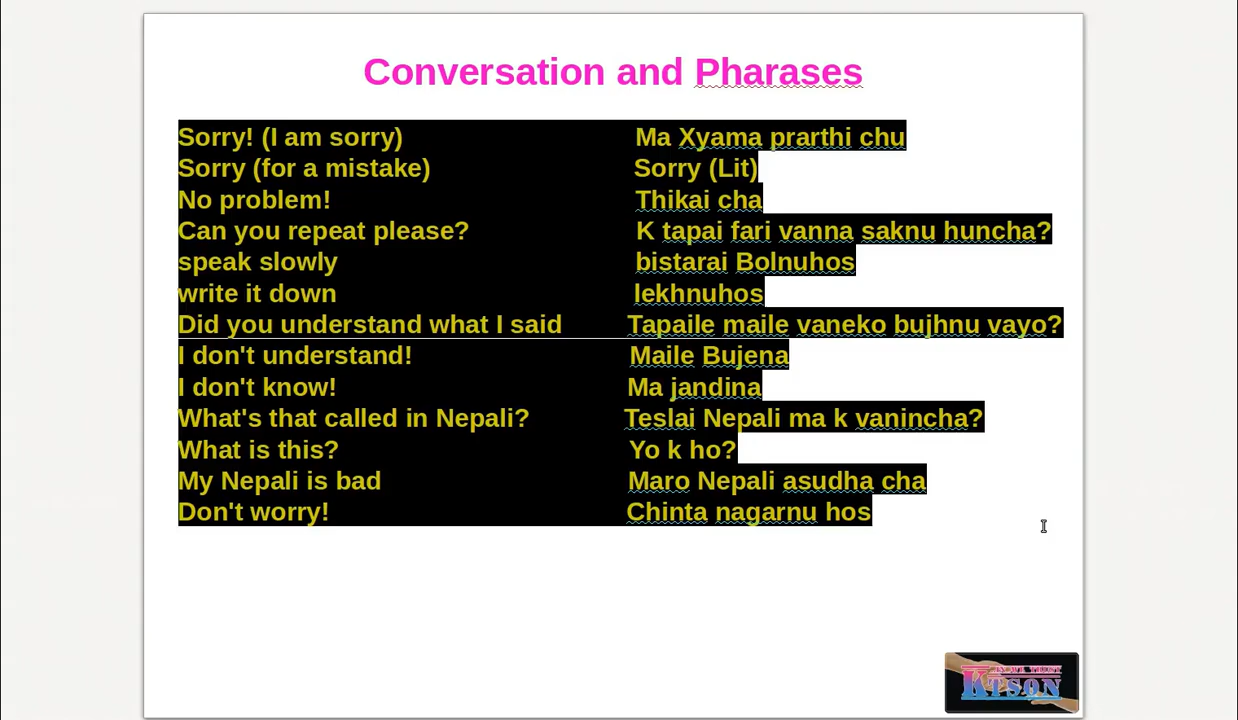 Conversation and Pharases
Sorry! (I am sorry) Ma Xyama prarthi chu
Sorry (for a mistake) Sorry (Lit)
No problem! Thikai cha
Can you repeat please? K tapai fari vanna saknu huncha?
speak slowly bistarai Bolnuhos
write it down lekhnuhos
Did you understand what I said Tapaile maile vaneko bujhnu vayo?
I don't understand! Maile Bujena
I don't know! Ma jandina
What's that called in Nepali? Teslai Nepali ma k vanincha?
What is this? Yo k ho?
My Nepali is bad Maro Nepali asudha cha
Don't worry! Chinta nagarnu hos
KTSON